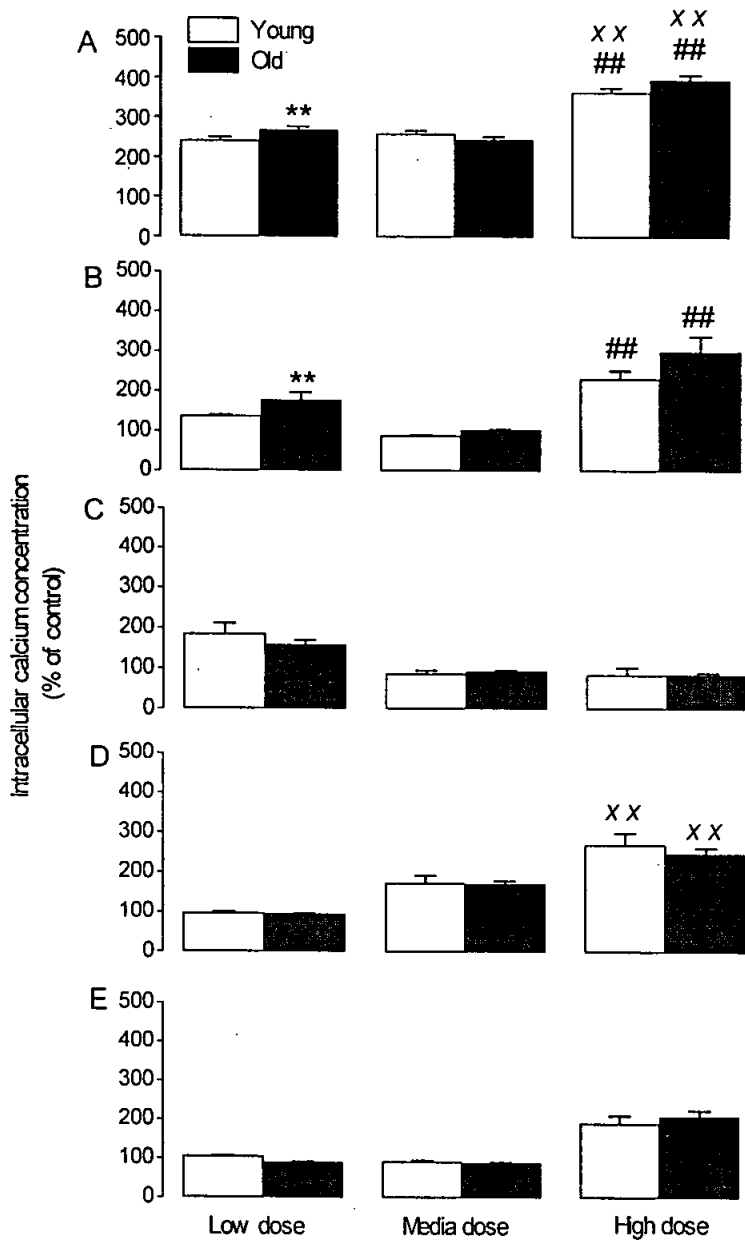 A
500
400
300
200
100
0
Young
Old
**
x x
##
x x
##
B
500
400
300
200
100
0
**
##
##
C
500
400
300
200
100
0
D
500
400
300
200
100
0
x x
x x
E
500
400
300
200
100
0
Intracellular calcium concentration
(% of control)
Low dose
Media dose
High dose